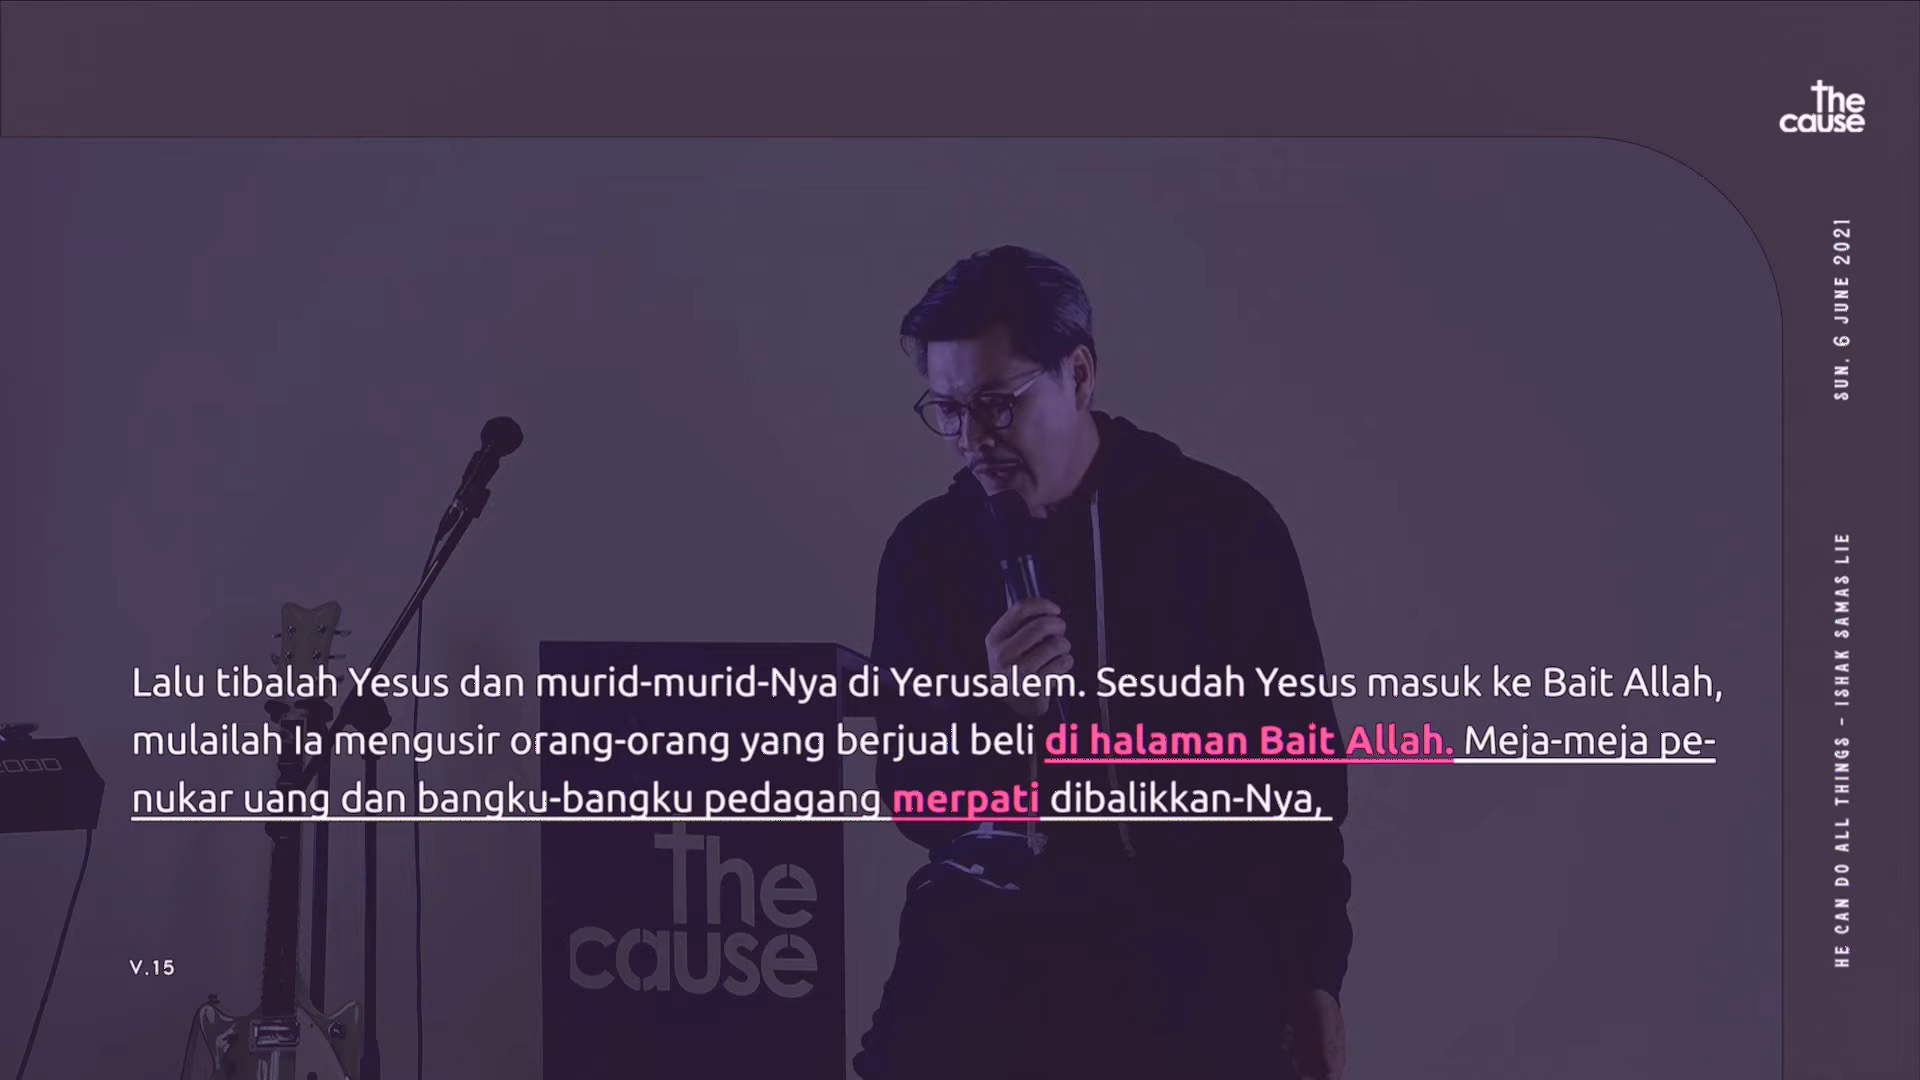 the
cause
SUN. 6 JUNE 2021
HE CAN DO ALL THINGS - ISHAK SAMAS LIE
Lalu tibalah Yesus dan murid-murid-Nya di Yerusalem. Sesudah Yesus masuk ke Bait Allah,
mulailah Ia mengusir orang-orang yang berjual beli di halaman Bait Allah. Meja-meja pe-
nukar uang dan bangku-bangku pedagang merpati dibalikkan-Nya,
the
cause
V.15